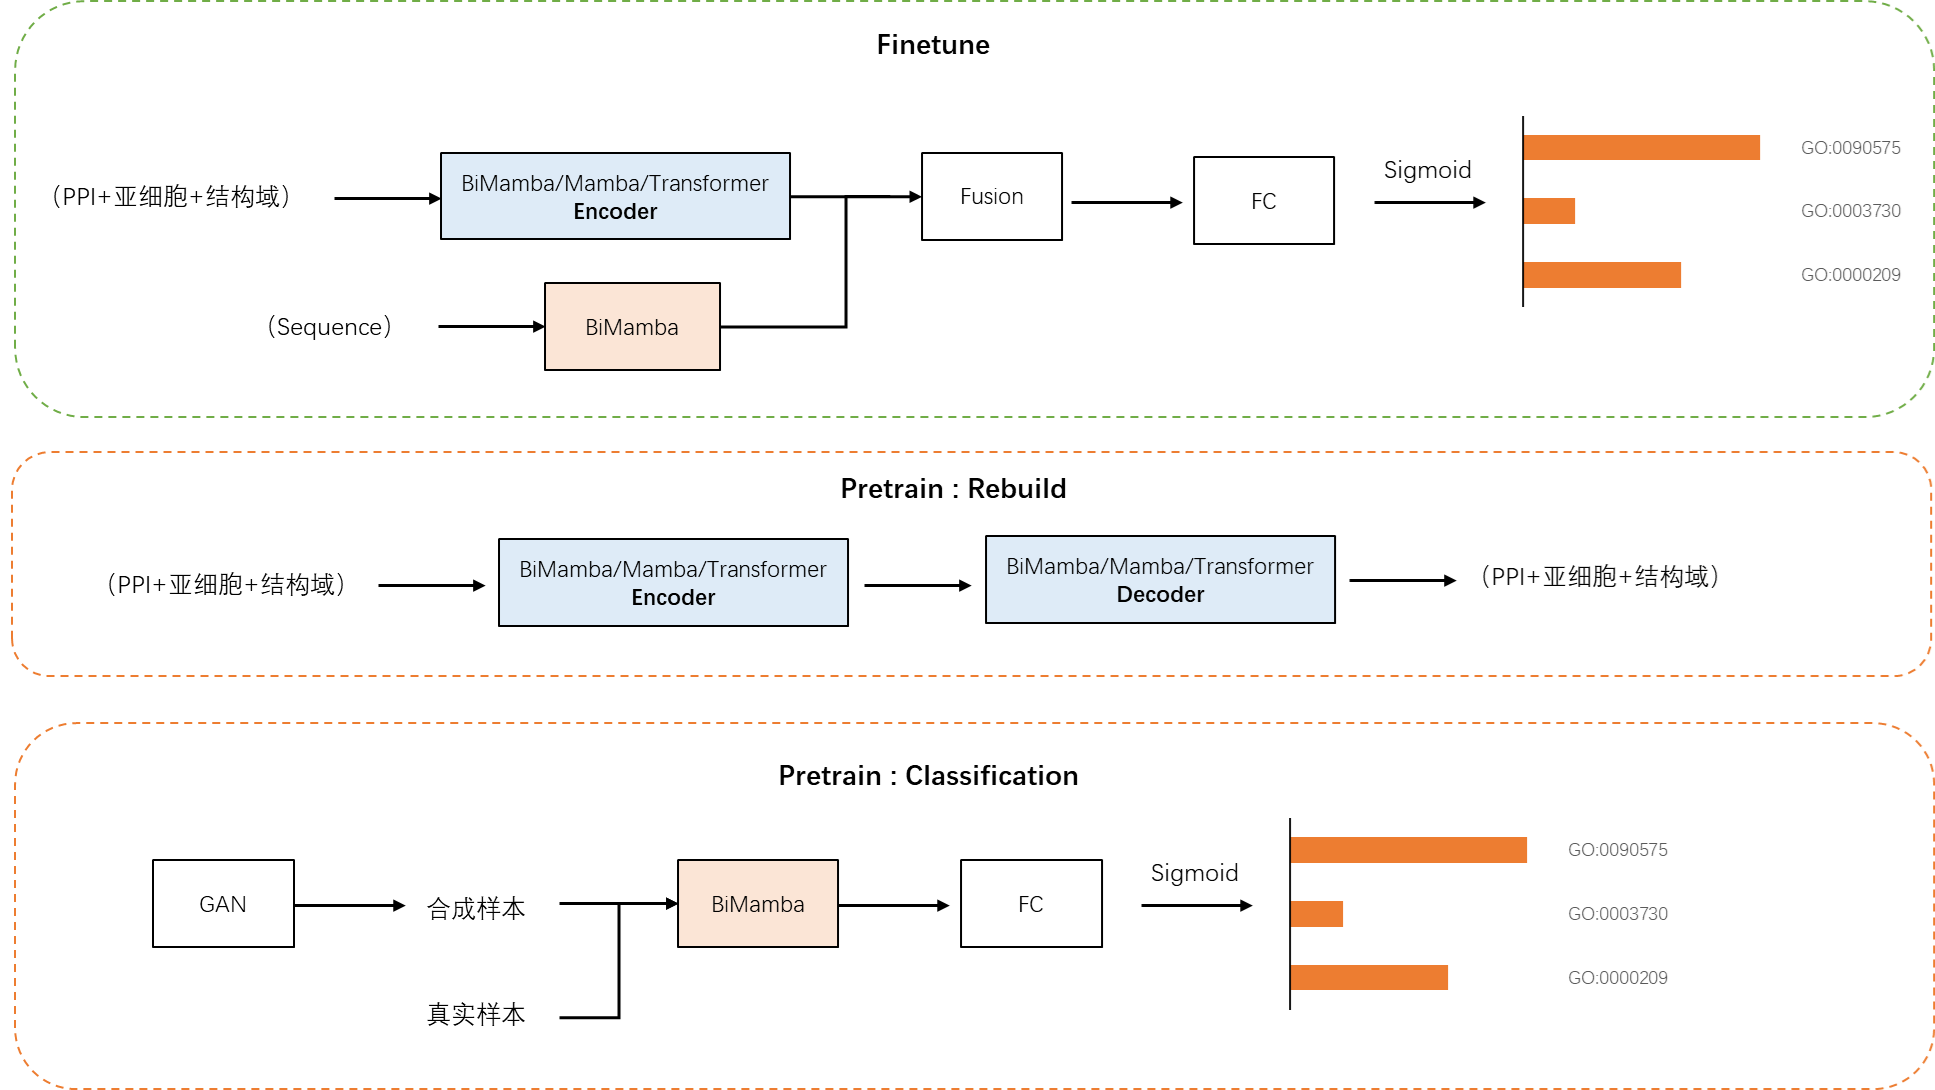 Finetune
（PPI+亚细胞+结构域）
BiMamba/Mamba/Transformer
Encoder
Fusion
FC
Sigmoid
GO:0090575
GO:0003730
GO:0000209
（Sequence）
BiMamba
Pretrain : Rebuild
（PPI+亚细胞+结构域）
BiMamba/Mamba/Transformer
Encoder
BiMamba/Mamba/Transformer
Decoder
（PPI+亚细胞+结构域）
Pretrain : Classification
GAN
合成样本
真实样本
BiMamba
FC
Sigmoid
GO:0090575
GO:0003730
GO:0000209